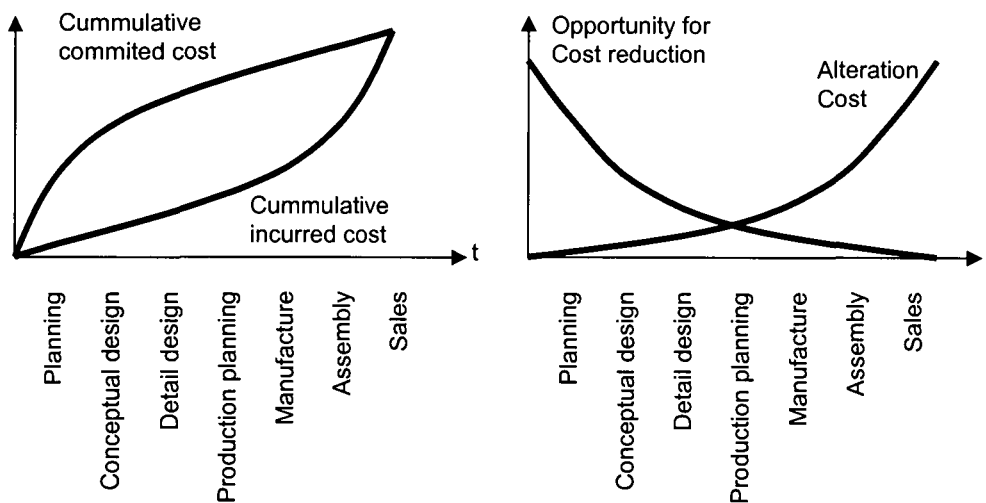 Cummulative
commited cost
Cummulative
incurred cost
t
Planning
Conceptual design
Detail design
Production planning
Manufacture
Assembly
Sales
Opportunity for
Cost reduction
Alteration
Cost
Planning
Conceptual design
Detail design
Production planning
Manufacture
Assembly
Sales